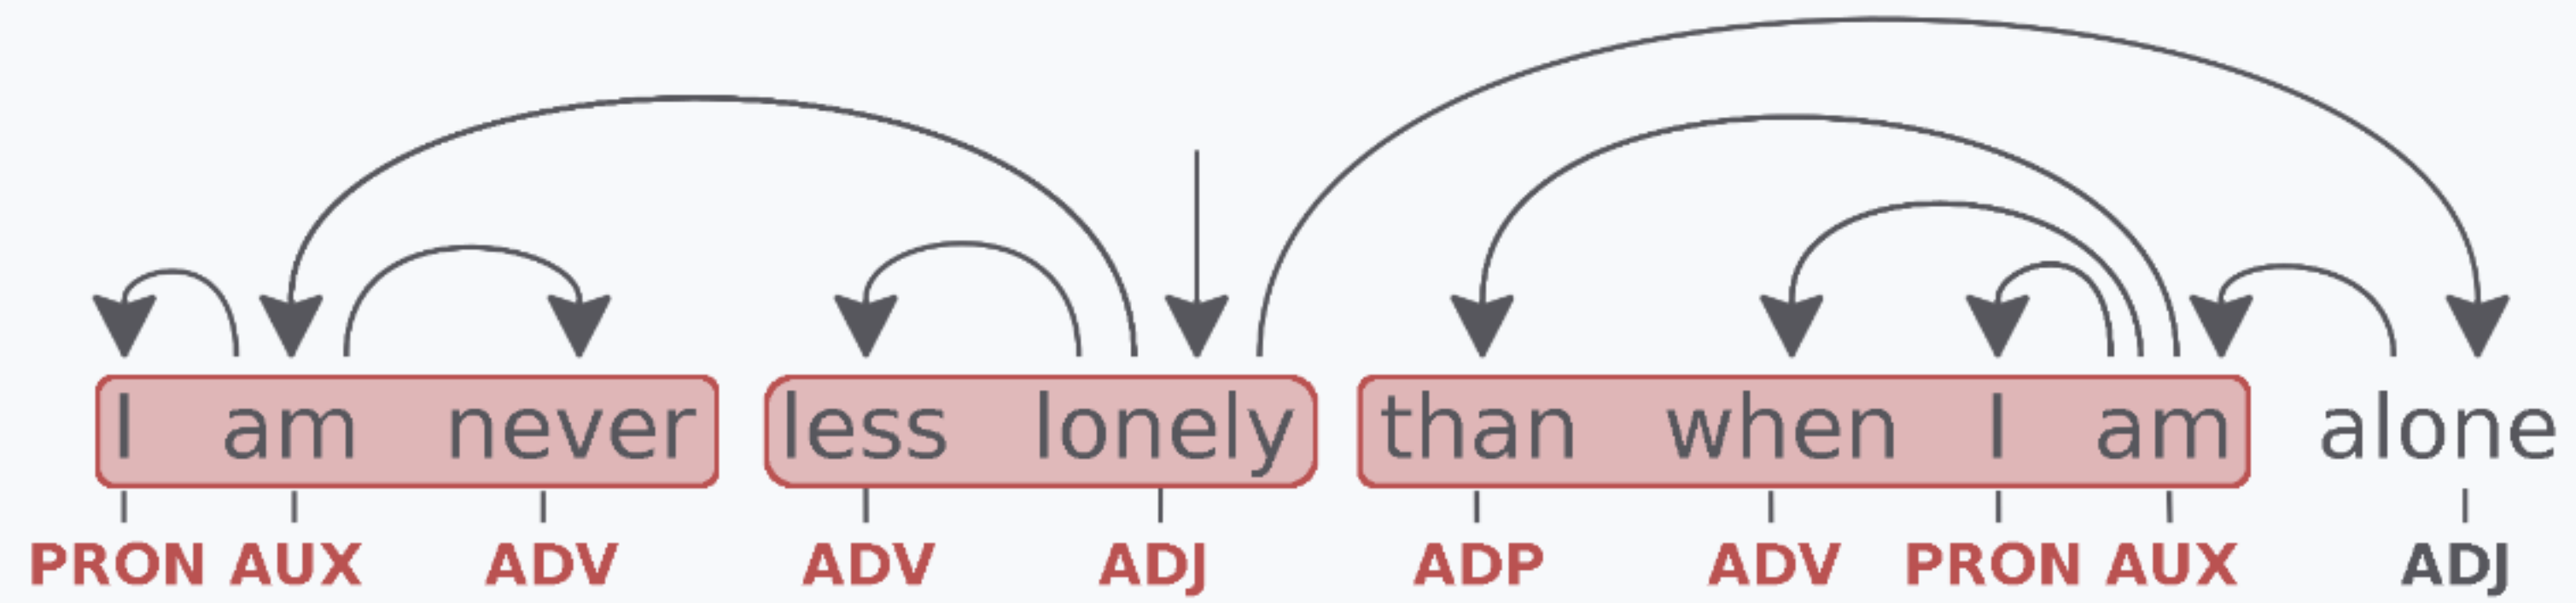 I am never less lonely than when I am alone
PRON AUX ADV ADV ADJ ADP ADV PRON AUX ADJ